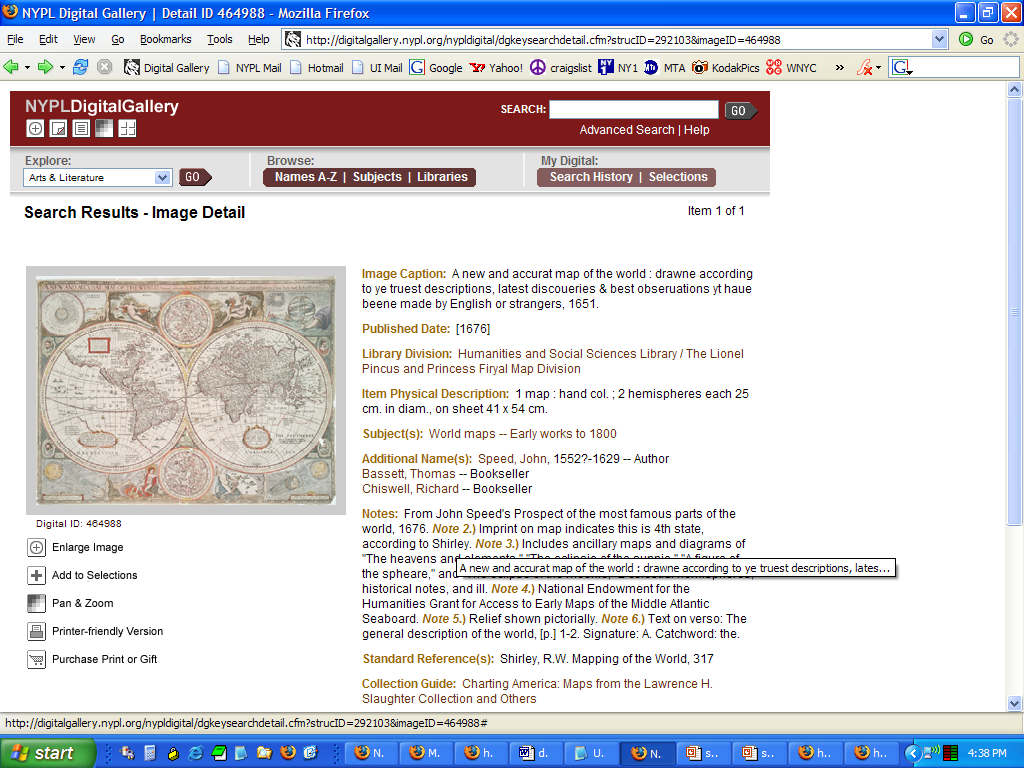 NYPL Digital Gallery | Detail ID 464988 - Mozilla Firefox
File Edit View Go Bookmarks Tools Help
http://digitalgallery.nypl.org/nypldigital/dgkeysearchdetail.cfm?strucID=292103&imageID=464988
Go
Digital Gallery NYPL Mail Hotmail UI Mail Google Yahoo! craigslist NY1 MTA KodakPics WNYC »
NYPLDigitalGallery
SEARCH: GO
Advanced Search | Help
Explore:
Arts & Literature GO
Browse:
Names A-Z | Subjects | Libraries
My Digital:
Search History | Selections
Search Results - Image Detail
Item 1 of 1
Digital ID: 464988
Enlarge Image
Add to Selections
Pan & Zoom
Printer-friendly Version
Purchase Print or Gift
Image Caption: A new and accurat map of the world : drawne according
to ye truest descriptions, latest discoueries & best obseruations yt haue
beene made by English or strangers, 1651.
Published Date: [1676]
Library Division: Humanities and Social Sciences Library / The Lionel
Pincus and Princess Firyal Map Division
Item Physical Description: 1 map : hand col. ; 2 hemispheres each 25
cm. in diam., on sheet 41 x 54 cm.
Subject(s): World maps -- Early works to 1800
Additional Name(s): Speed, John, 1552?-1629 -- Author
Bassett, Thomas -- Bookseller
Chiswell, Richard -- Bookseller
Notes: From John Speed's Prospect of the most famous parts of the
world, 1676. Note 2.) Imprint on map indicates this is 4th state,
according to Shirley. Note 3.) Includes ancillary maps and diagrams of
"The heavens and elements," "The eclipse of the sunnie," "A figure of
A new and accurat map of the world : drawne according to ye truest descriptions, lates...
the spheare," and
historical notes, and ill. Note 4.) National Endowment for the
Humanities Grant for Access to Early Maps of the Middle Atlantic
Seaboard. Note 5.) Relief shown pictorially. Note 6.) Text on verso: The
general description of the world, [p.] 1-2. Signature: A. Catchword: the.
Standard Reference(s): Shirley, R.W. Mapping of the World, 317
Collection Guide: Charting America: Maps from the Lawrence H.
Slaughter Collection and Others
http://digitalgallery.nypl.org/nypldigital/dgkeysearchdetail.cfm?strucID=292103&imageID=464988#
start N. M. h. d. U. N. s.. s.. h.. h.. 4:38 PM